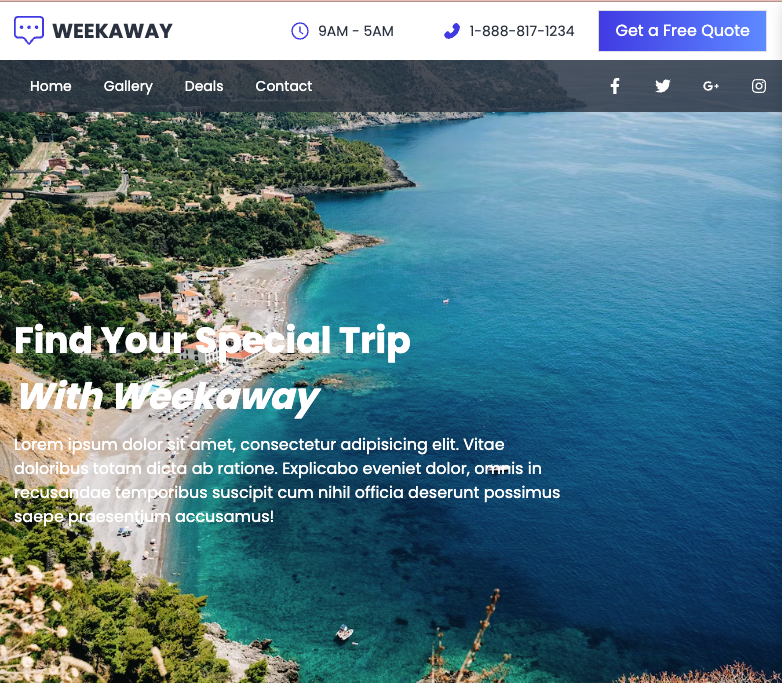 WEEKAWAY
9AM - 5AM
1-888-817-1234
Get a Free Quote
Home
Gallery
Deals
Contact
Find Your Special Trip
With Weekaway
Lorem ipsum dolor sit amet, consectetur adipisicing elit. Vitae
doloribus totam dicta ab ratione. Explicabo eveniet dolor, omnis in
recusandae temporibus suscipit cum nihil officia deserunt possimus
saepe praesentium accusamus!